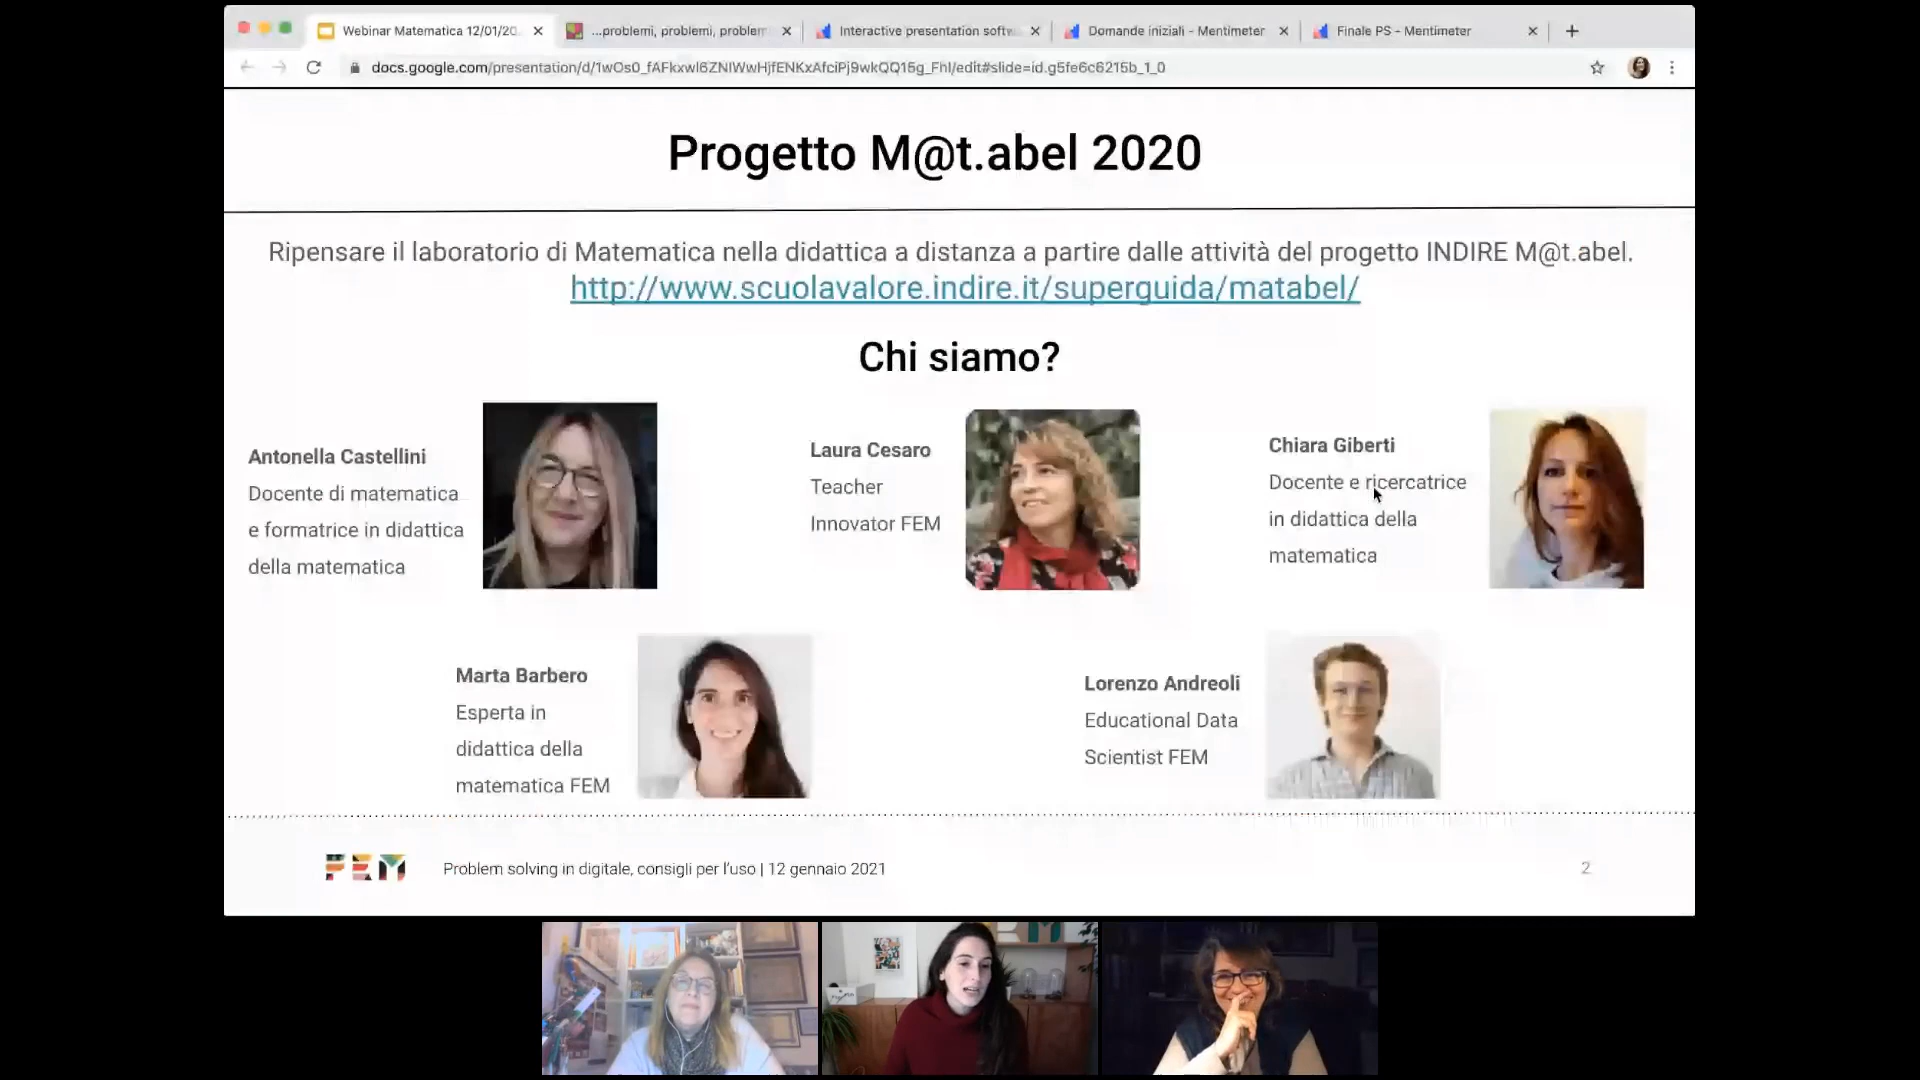 Webinar Matematica 12/01/20
...problemi, problemi, problem
Interactive presentation softw
Domande iniziali - Mentimeter
Finale PS - Mentimeter
docs.google.com/presentation/d/1wOs0_fAFkxwI6ZNIWwHjfENKxAfciPj9wkQQ15g_FhI/edit#slide=id.g5fe6c6215b_1_0
Progetto M@t.abel 2020
Ripensare il laboratorio di Matematica nella didattica a distanza a partire dalle attività del progetto INDIRE M@t.abel.
http://www.scuolavalore.indire.it/superguida/matabel/
Chi siamo?
Antonella Castellini
Docente di matematica
e formatrice in didattica
della matematica
Laura Cesaro
Teacher
Innovator FEM
Chiara Giberti
Docente e ricercatrice
in didattica della
matematica
Marta Barbero
Esperta in
didattica della
matematica FEM
Lorenzo Andreoli
Educational Data
Scientist FEM
FEM
Problem solving in digitale, consigli per l'uso | 12 gennaio 2021
2